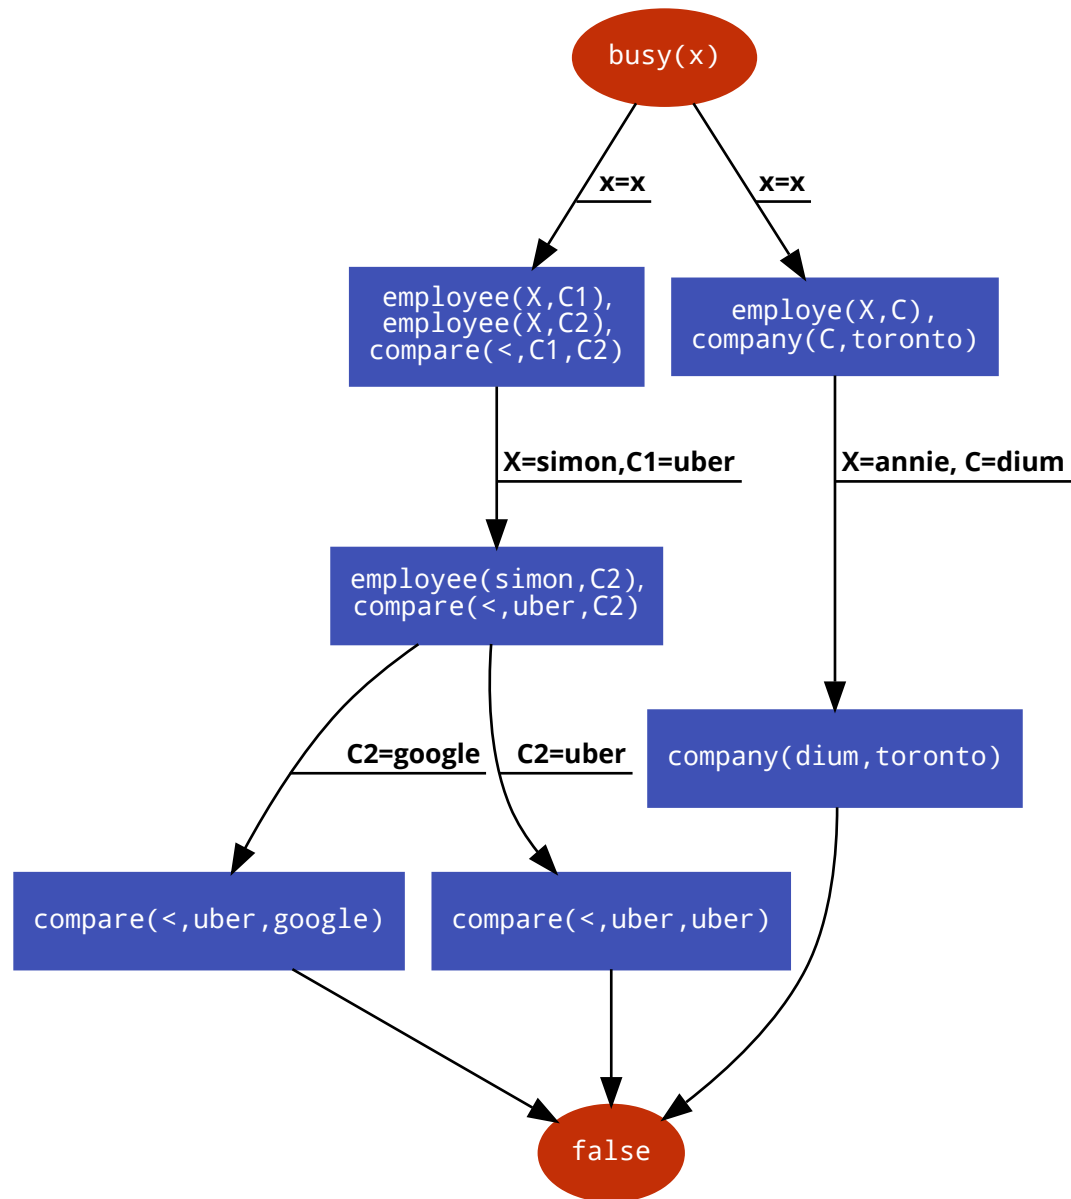 busy(x)
x=x
x=x
employee(X,C1),
employee(X,C2),
compare(<,C1,C2)
employe(X,C),
company(C,toronto)
X=simon,C1=uber
X=annie, C=dium
employee(simon,C2),
compare(<,uber,C2)
C2=google
C2=uber
company(dium,toronto)
compare(<,uber,google)
compare(<,uber,uber)
false